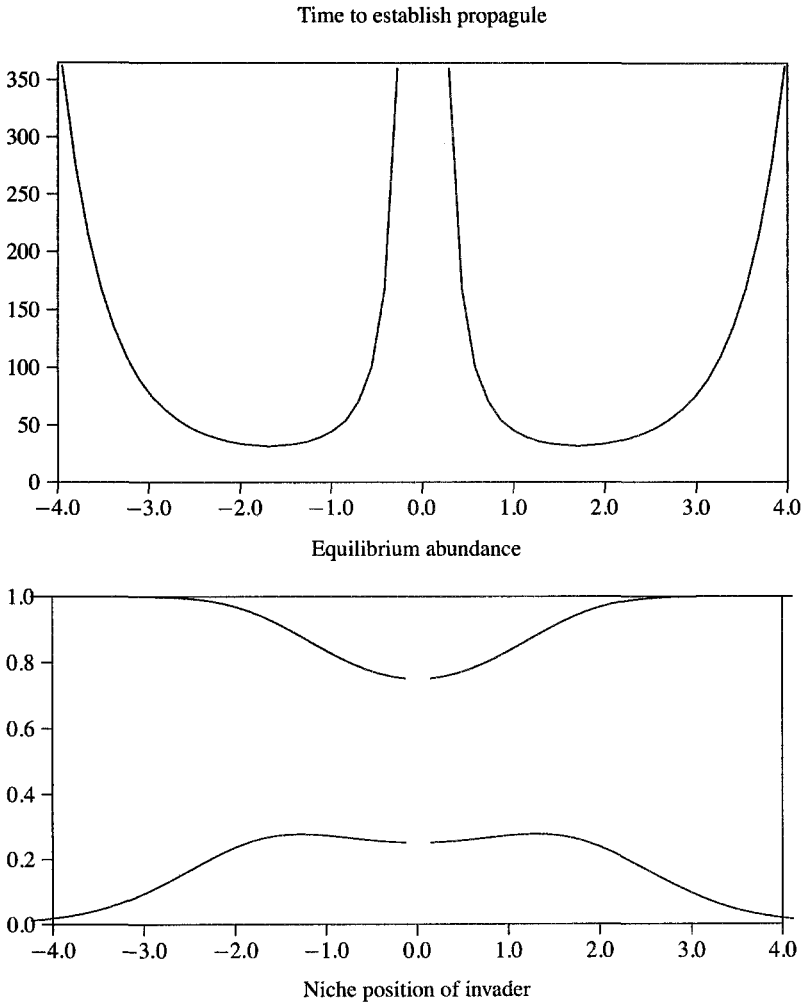 Time to establish propagule
350
300
250
200
150
100
50
0
−4.0 −3.0 −2.0 −1.0 0.0 1.0 2.0 3.0 4.0
Equilibrium abundance
1.0
0.8
0.6
0.4
0.2
0.0
−4.0 −3.0 −2.0 −1.0 0.0 1.0 2.0 3.0 4.0
Niche position of invader